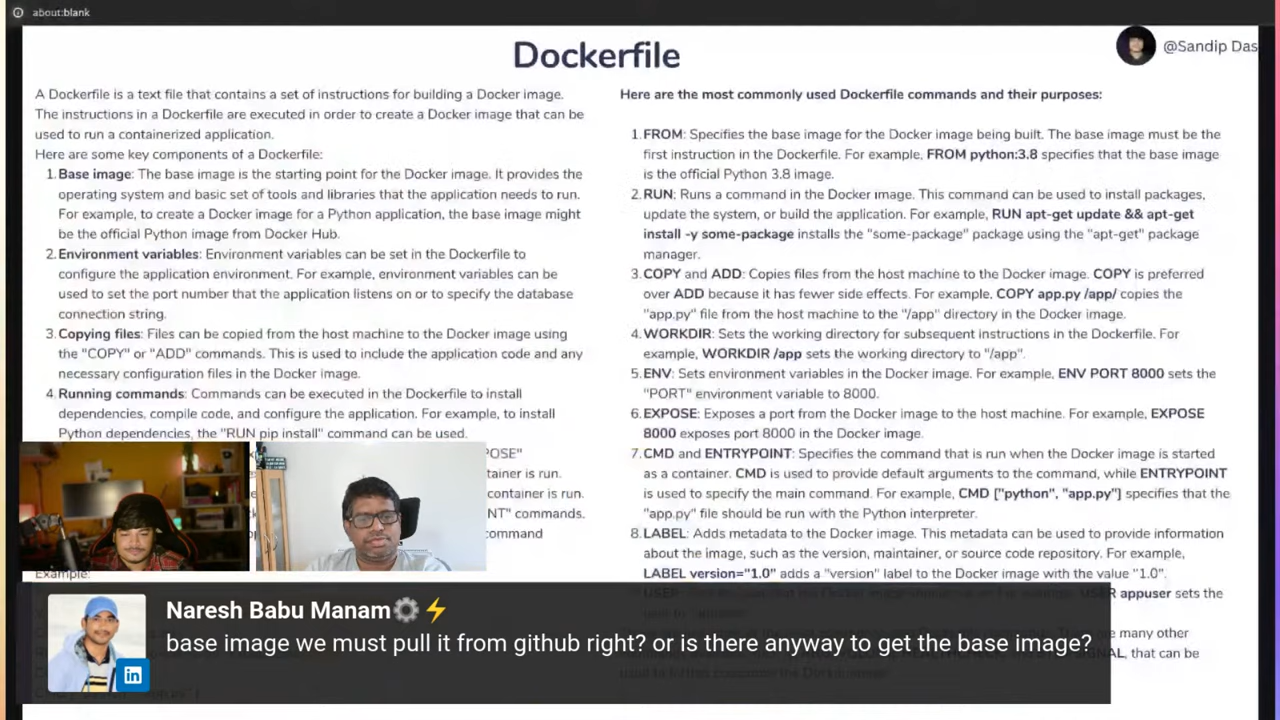 about:blank
Dockerfile
@Sandip Das
A Dockerfile is a text file that contains a set of instructions for building a Docker image.
The instructions in a Dockerfile are executed in order to create a Docker image that can be
used to run a containerized application.
Here are some key components of a Dockerfile:
1. Base image: The base image is the starting point for the Docker image. It provides the
operating system and basic set of tools and libraries that the application needs to run.
For example, to create a Docker image for a Python application, the base image might
be the official Python image from Docker Hub.
2. Environment variables: Environment variables can be set in the Dockerfile to
configure the application environment. For example, environment variables can be
used to set the port number that the application listens on or to specify the database
connection string.
3. Copying files: Files can be copied from the host machine to the Docker image using
the "COPY" or "ADD" commands. This is used to include the application code and any
necessary configuration files in the Docker image.
4. Running commands: Commands can be executed in the Dockerfile to install
dependencies, compile code, and configure the application. For example, to install
Python dependencies, the "RUN pip install" command can be used.
container is run.
commands.
Example:
Here are the most commonly used Dockerfile commands and their purposes:
1. FROM: Specifies the base image for the Docker image being built. The base image must be the
first instruction in the Dockerfile. For example, FROM python:3.8 specifies that the base image
is the official Python 3.8 image.
2. RUN: Runs a command in the Docker image. This command can be used to install packages,
update the system, or build the application. For example, RUN apt-get update && apt-get
install -y some-package installs the "some-package" package using the "apt-get" package
manager.
3. COPY and ADD: Copies files from the host machine to the Docker image. COPY is preferred
over ADD because it has fewer side effects. For example, COPY app.py /app/ copies the
"app.py" file from the host machine to the "/app" directory in the Docker image.
4. WORKDIR: Sets the working directory for subsequent instructions in the Dockerfile. For
example, WORKDIR /app sets the working directory to "/app".
5. ENV: Sets environment variables in the Docker image. For example, ENV PORT 8000 sets the
"PORT" environment variable to 8000.
6. EXPOSE: Exposes a port from the Docker image to the host machine. For example, EXPOSE
8000 exposes port 8000 in the Docker image.
7. CMD and ENTRYPOINT: Specifies the command that is run when the Docker image is started
as a container. CMD is used to provide default arguments to the command, while ENTRYPOINT
is used to specify the main command. For example, CMD ["python", "app.py"] specifies that the
"app.py" file should be run with the Python interpreter.
8. LABEL: Adds metadata to the Docker image. This metadata can be used to provide information
about the image, such as the version, maintainer, or source code repository. For example,
LABEL version="1.0" adds a "version" label to the Docker image with the value "1.0".
USER appuser sets the
many other
that can be
Naresh Babu Manam⚙️⚡
base image we must pull it from github right? or is there anyway to get the base image?
in